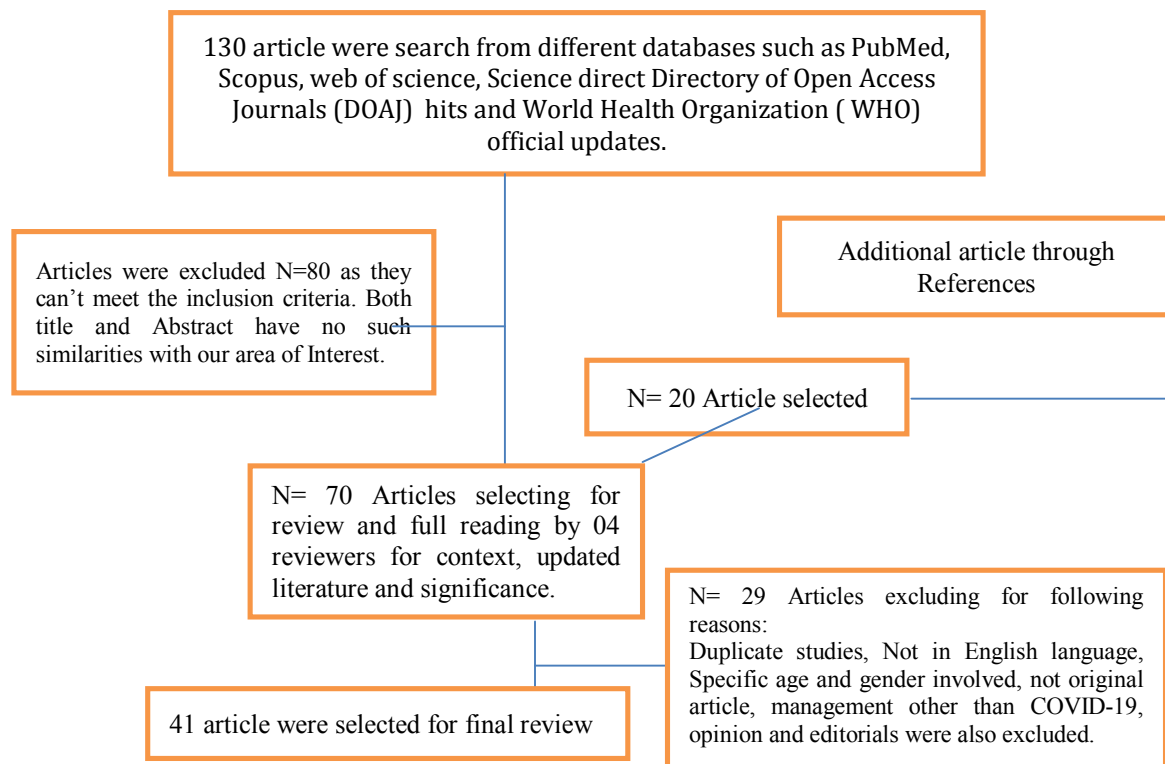 130 article were search from different databases such as PubMed,
Scopus, web of science, Science direct Directory of Open Access
Journals (DOAJ) hits and World Health Organization ( WHO)
official updates.
Articles were excluded N=80 as they
can’t meet the inclusion criteria. Both
title and Abstract have no such
similarities with our area of Interest.
Additional article through
References
N= 20 Article selected
N= 70 Articles selecting for
review and full reading by 04
reviewers for context, updated
literature and significance.
N= 29 Articles excluding for following
reasons:
Duplicate studies, Not in English language,
Specific age and gender involved, not original
article, management other than COVID-19,
opinion and editorials were also excluded.
41 article were selected for final review